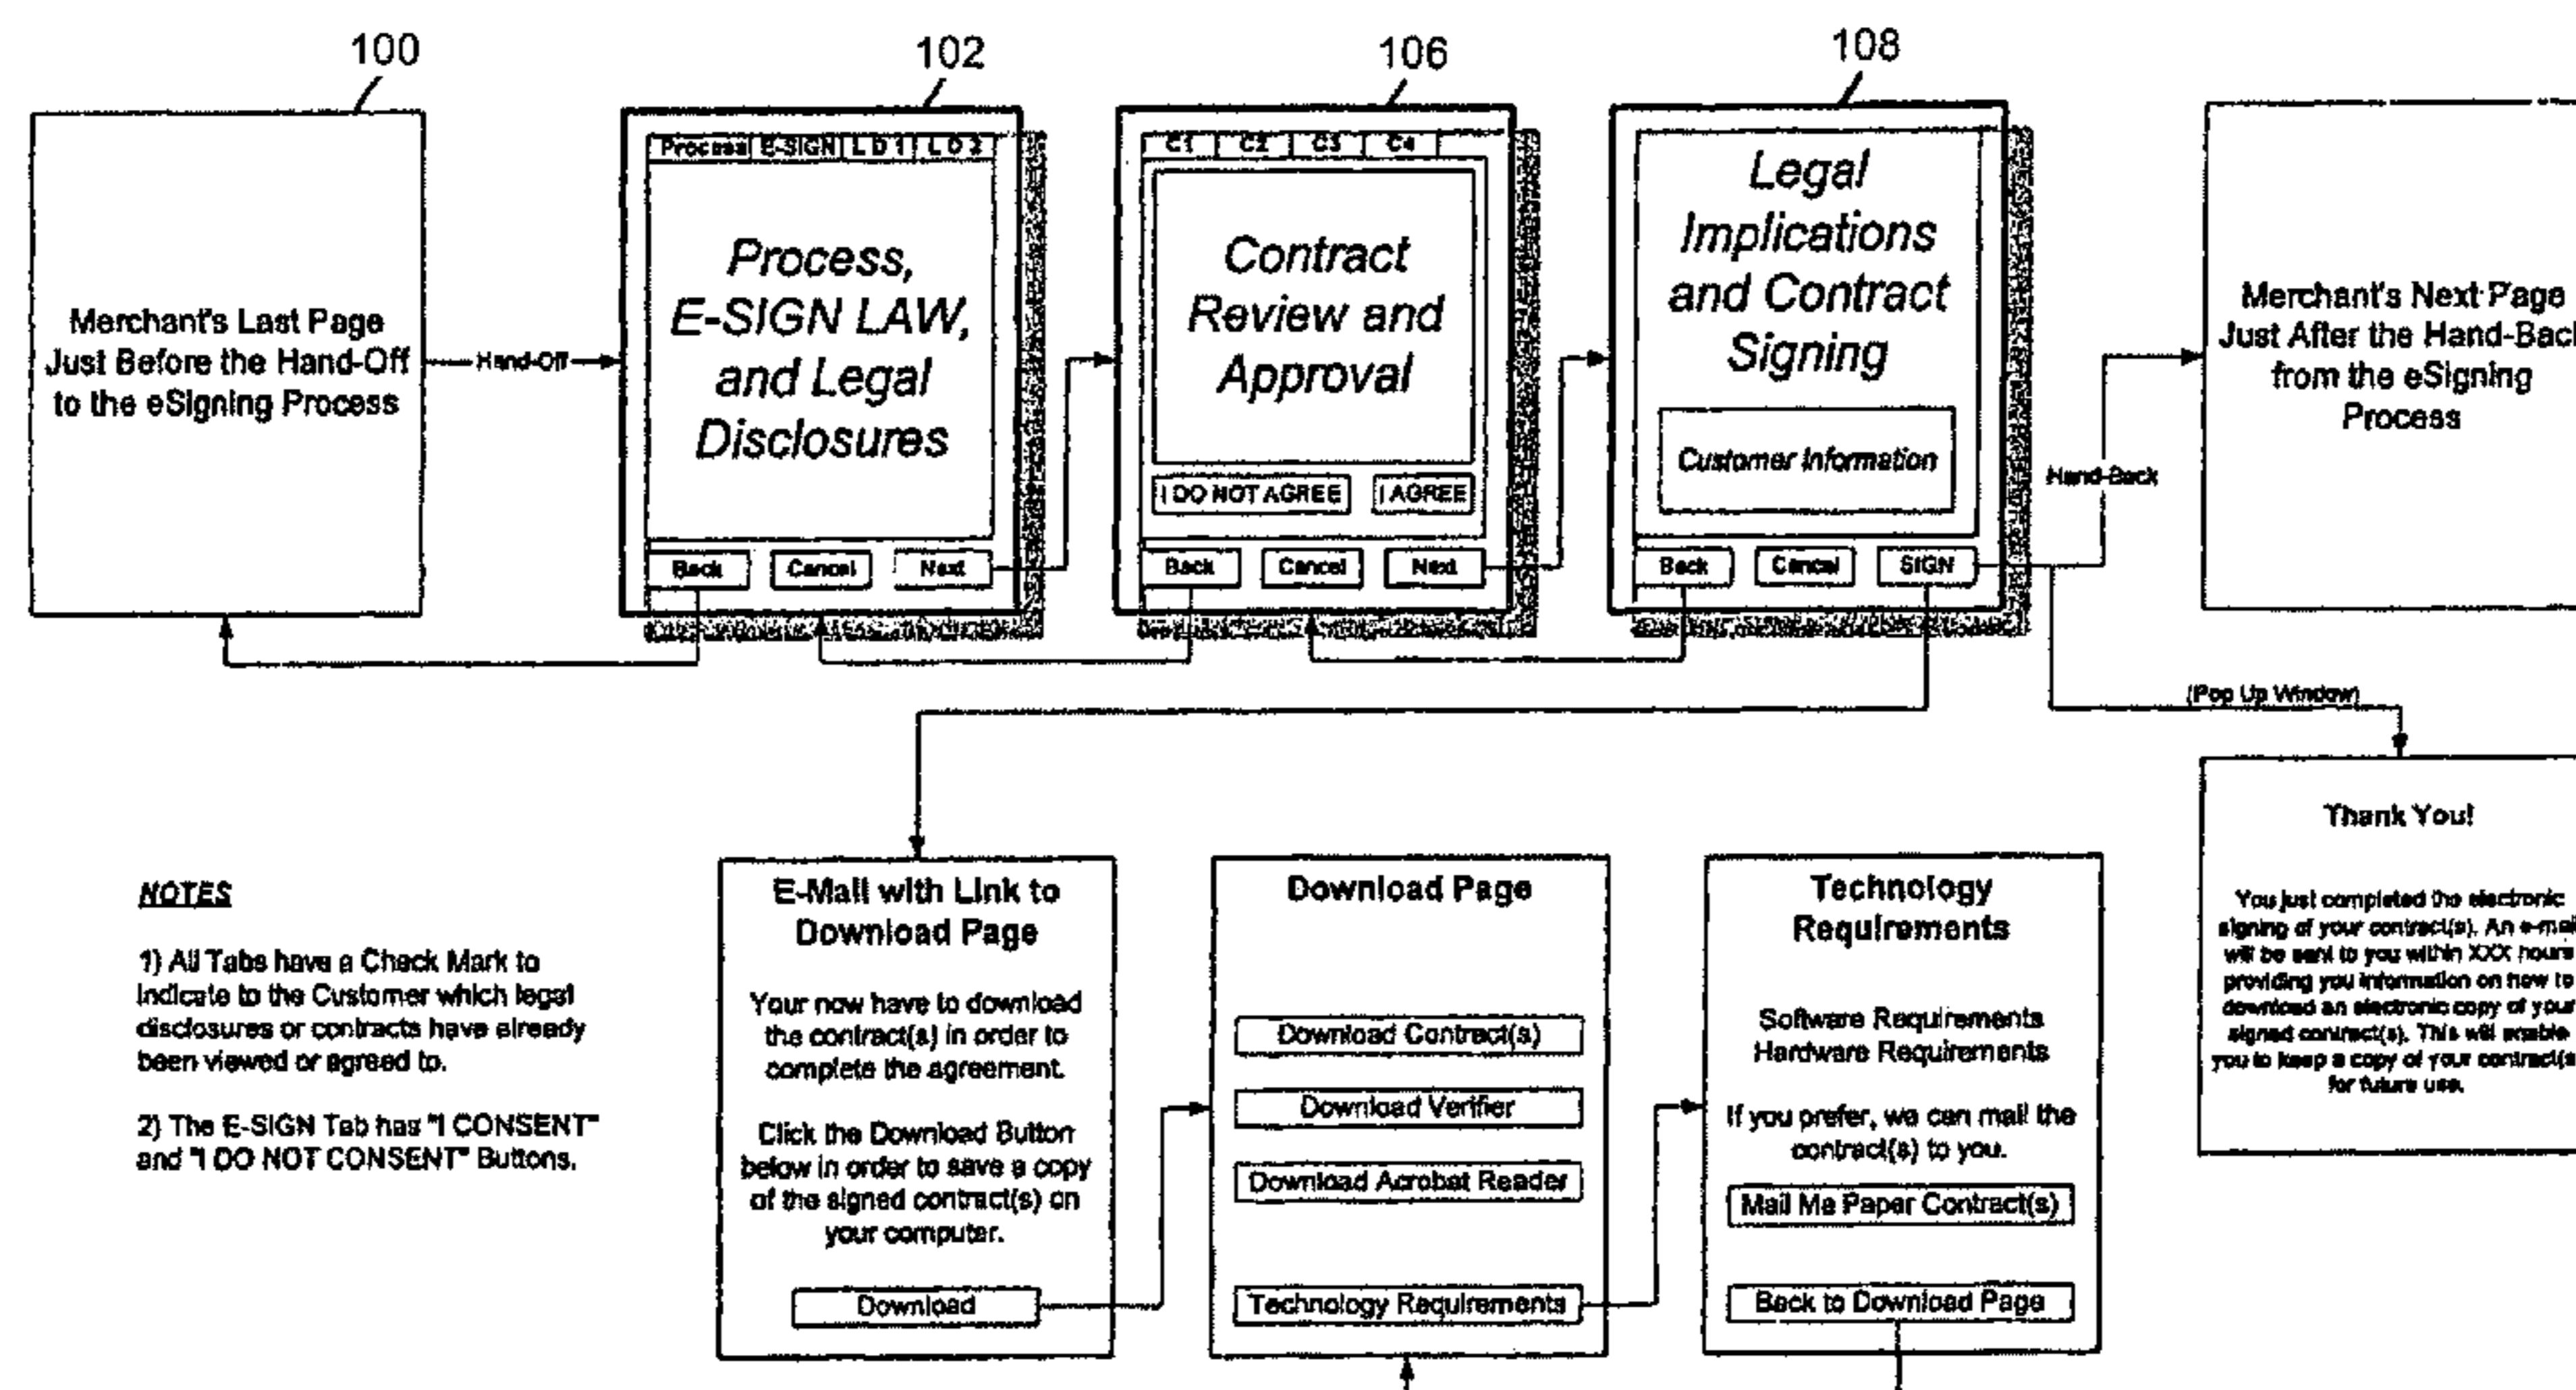 100
102
106
108
Merchant's Last Page
Just Before the Hand-Off
to the eSigning Process
Hand-Off
Process E-SIGN L D 1 L D 2
Process,
E-SIGN LAW,
and Legal
Disclosures
Back Cancel Next
C1 C2 C3 C4
Contract
Review and
Approval
I DO NOT AGREE I AGREE
Back Cancel Next
Legal
Implications
and Contract
Signing
Customer Information
Back Cancel SIGN
Hand-Back
Merchant's Next Page
Just After the Hand-Back
from the eSigning
Process
(Pop Up Window)
Thank You!
You just completed the electronic
signing of your contract(s). An e-mail
will be sent to you within XXX hours
providing you information on how to
download an electronic copy of your
signed contract(s). This will enable
you to keep a copy of your contract(s)
for future use.
NOTES
1) All Tabs have a Check Mark to
Indicate to the Customer which legal
disclosures or contracts have already
been viewed or agreed to.
2) The E-SIGN Tab has "I CONSENT"
and "I DO NOT CONSENT" Buttons.
E-Mail with Link to
Download Page
Your now have to download
the contract(s) in order to
complete the agreement.
Click the Download Button
below in order to save a copy
of the signed contract(s) on
your computer.
Download
Download Page
Download Contract(s)
Download Verifier
Download Acrobat Reader
Technology Requirements
Technology
Requirements
Software Requirements
Hardware Requirements
If you prefer, we can mail the
contract(s) to you.
Mail Me Paper Contract(s)
Back to Download Page